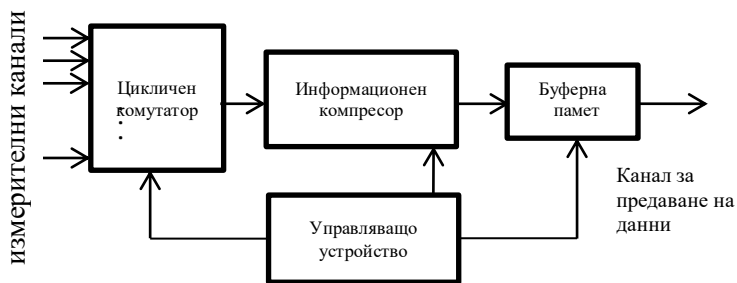 измерителни канали
Цикличен
комутатор
Информационен
компресор
Буферна
памет
Управляващо
устройство
Канал за
предаване на
данни